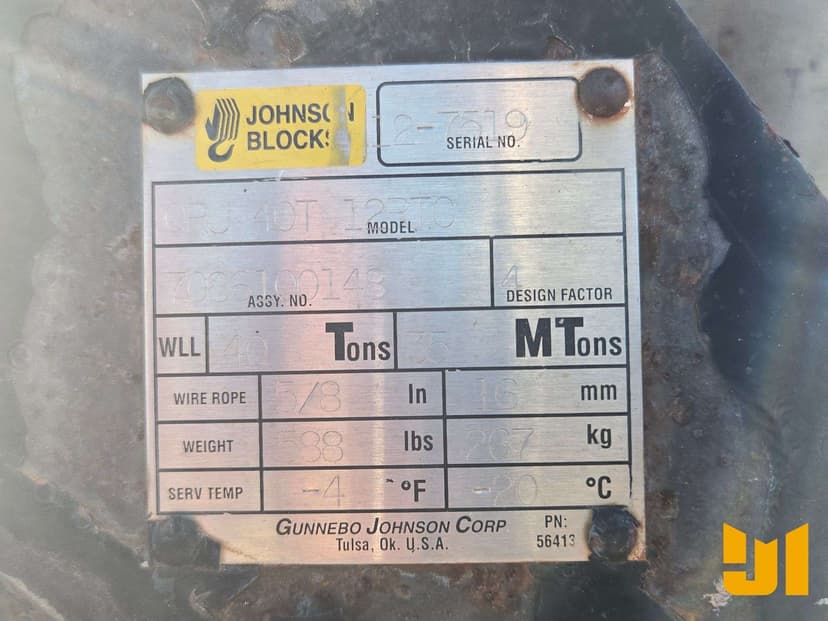 JOHNSON
BLOCKS
12-7519
SERIAL NO.
40T
MODEL
ASSY. NO.
4
DESIGN FACTOR
WLL 40 Tons 35 MTons
WIRE ROPE 5/8 In 16 mm
WEIGHT 588 lbs 267 kg
SERV TEMP -4 °F -20 °C
GUNNEBO JOHNSON CORP
Tulsa, Ok. U.S.A.
PN:
56413